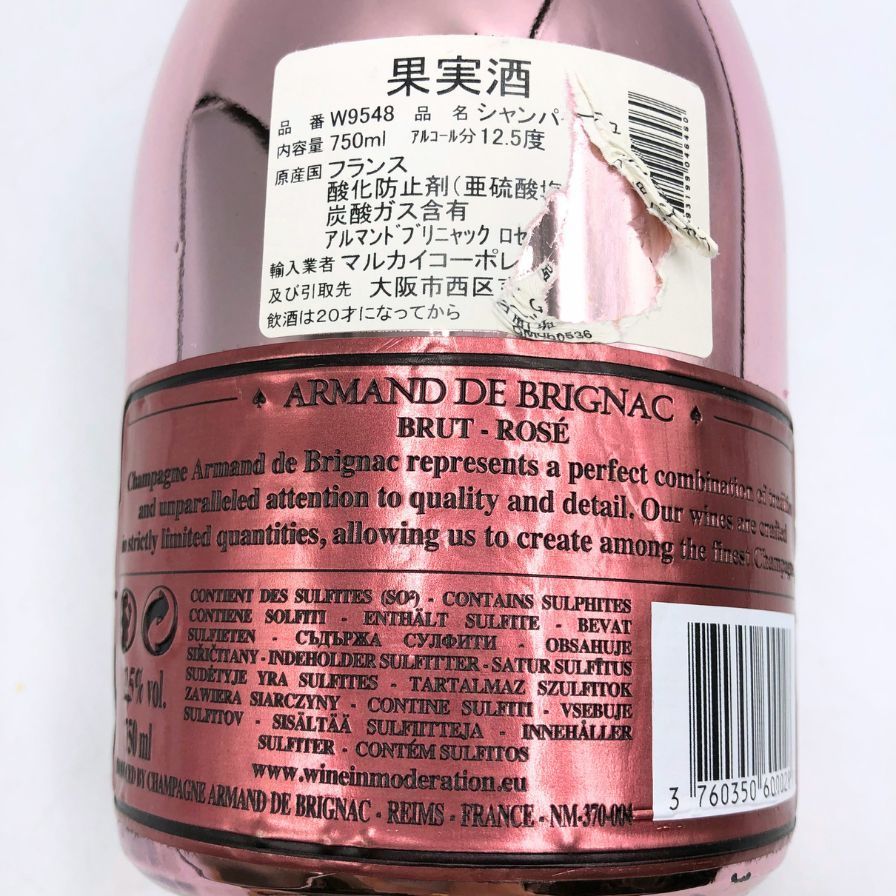 果実酒
品 番 W9548 品 名 シャンパ
内容量 750ml アルコール分 12.5度
原産国 フランス
酸化防止剤(亜硫酸塩
炭酸ガス含有
アルマンドブリニャック ロゼ
輸入業者 マルカイコーポレ
及び引取先 大阪市西区
飲酒は20才になってから
ARMAND DE BRIGNAC
BRUT - ROSÉ
Champagne Armand de Brignac represents a perfect combination of
and unparalleled attention to quality and detail. Our wines are crafted
in strictly limited quantities, allowing us to create among the finest Champagne
CONTIENT DES SULFITES (SO²) - CONTAINS SULPHITES
CONTIENE SOLFITI - ENTHÄLT SULFITE - BEVAT
SULFIETEN - СЪДЪРЖА СУЛФИТИ - OBSAHUJE
SIŘIČITANY - INDEHOLDER SULFITTER - SATUR SULFĪTUS
SUDĖTYJE YRA SULFITES - TARTALMAZ SZULFITOK
ZAWIERA SIARCZYNY - CONTINE SULFITI - VSEBUJE
SULFITOV - SISÄLTÄÄ SULFIITTEJA - INNEHÅLLER
SULFITER - CONTÉM SULFITOS
www.wineinmoderation.eu
2,5% vol.
750 ml
BY CHAMPAGNE ARMAND DE BRIGNAC - REIMS - FRANCE - NM-370-004
3 760350 60002